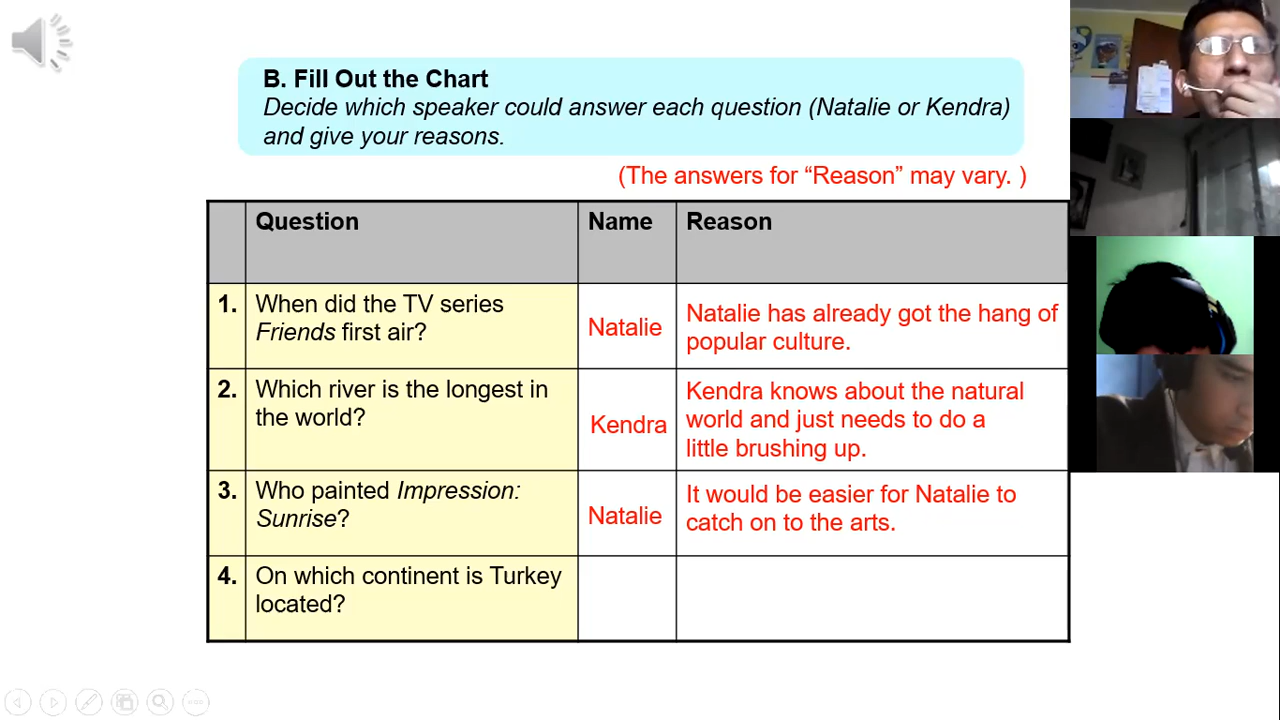 B. Fill Out the Chart
Decide which speaker could answer each question (Natalie or Kendra)
and give your reasons.
(The answers for “Reason” may vary. )
Question
Name
Reason
1.
When did the TV series
Friends first air?
Natalie
Natalie has already got the hang of
popular culture.
2.
Which river is the longest in
the world?
Kendra
Kendra knows about the natural
world and just needs to do a
little brushing up.
3.
Who painted Impression:
Sunrise?
Natalie
It would be easier for Natalie to
catch on to the arts.
4.
On which continent is Turkey
located?